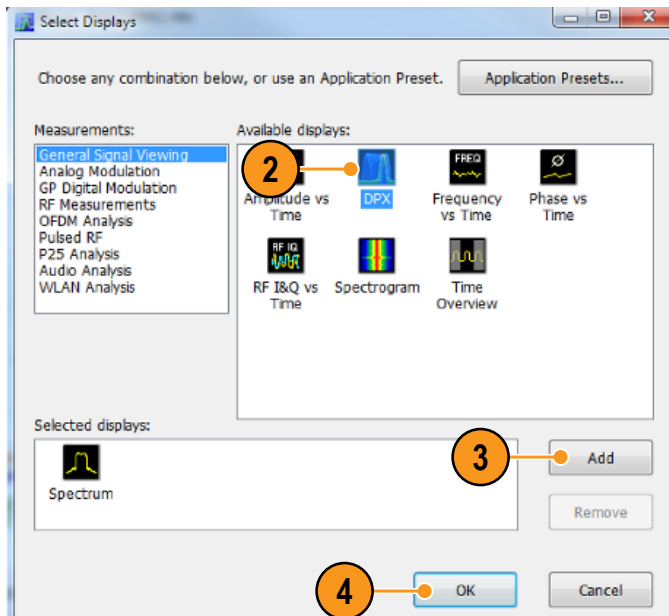 Select Displays
Choose any combination below, or use an Application Preset.
Application Presets...
Measurements:
General Signal Viewing
Analog Modulation
GP Digital Modulation
RF Measurements
OFDM Analysis
Pulsed RF
P25 Analysis
Audio Analysis
WLAN Analysis
Available displays:
2
FREQ
Ø
Amplitude vs
Time
DPX
Frequency
vs Time
Phase vs
Time
RF IQ
RF I&Q vs
Time
Spectrogram
Time
Overview
Selected displays:
Spectrum
3
Add
Remove
4
OK
Cancel